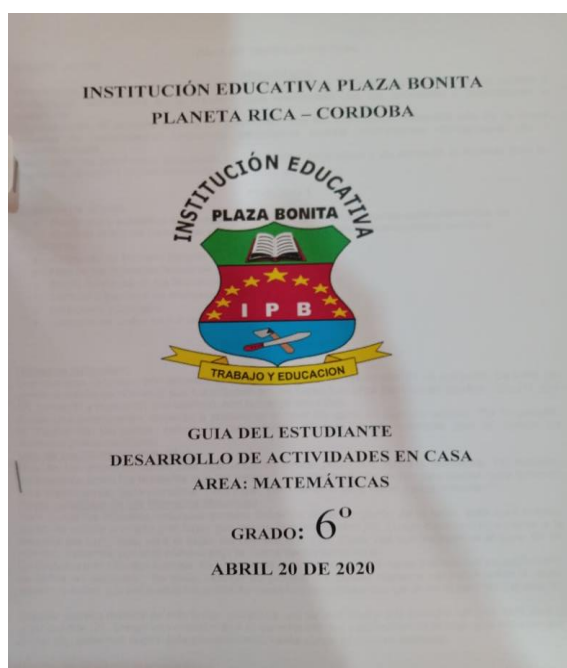 INSTITUCIÓN EDUCATIVA PLAZA BONITA
PLANETA RICA – CORDOBA
INSTITUCIÓN EDUCATIVA
PLAZA BONITA
I P B
TRABAJO Y EDUCACION
GUIA DEL ESTUDIANTE
DESARROLLO DE ACTIVIDADES EN CASA
AREA: MATEMÁTICAS
GRADO: 6°
ABRIL 20 DE 2020